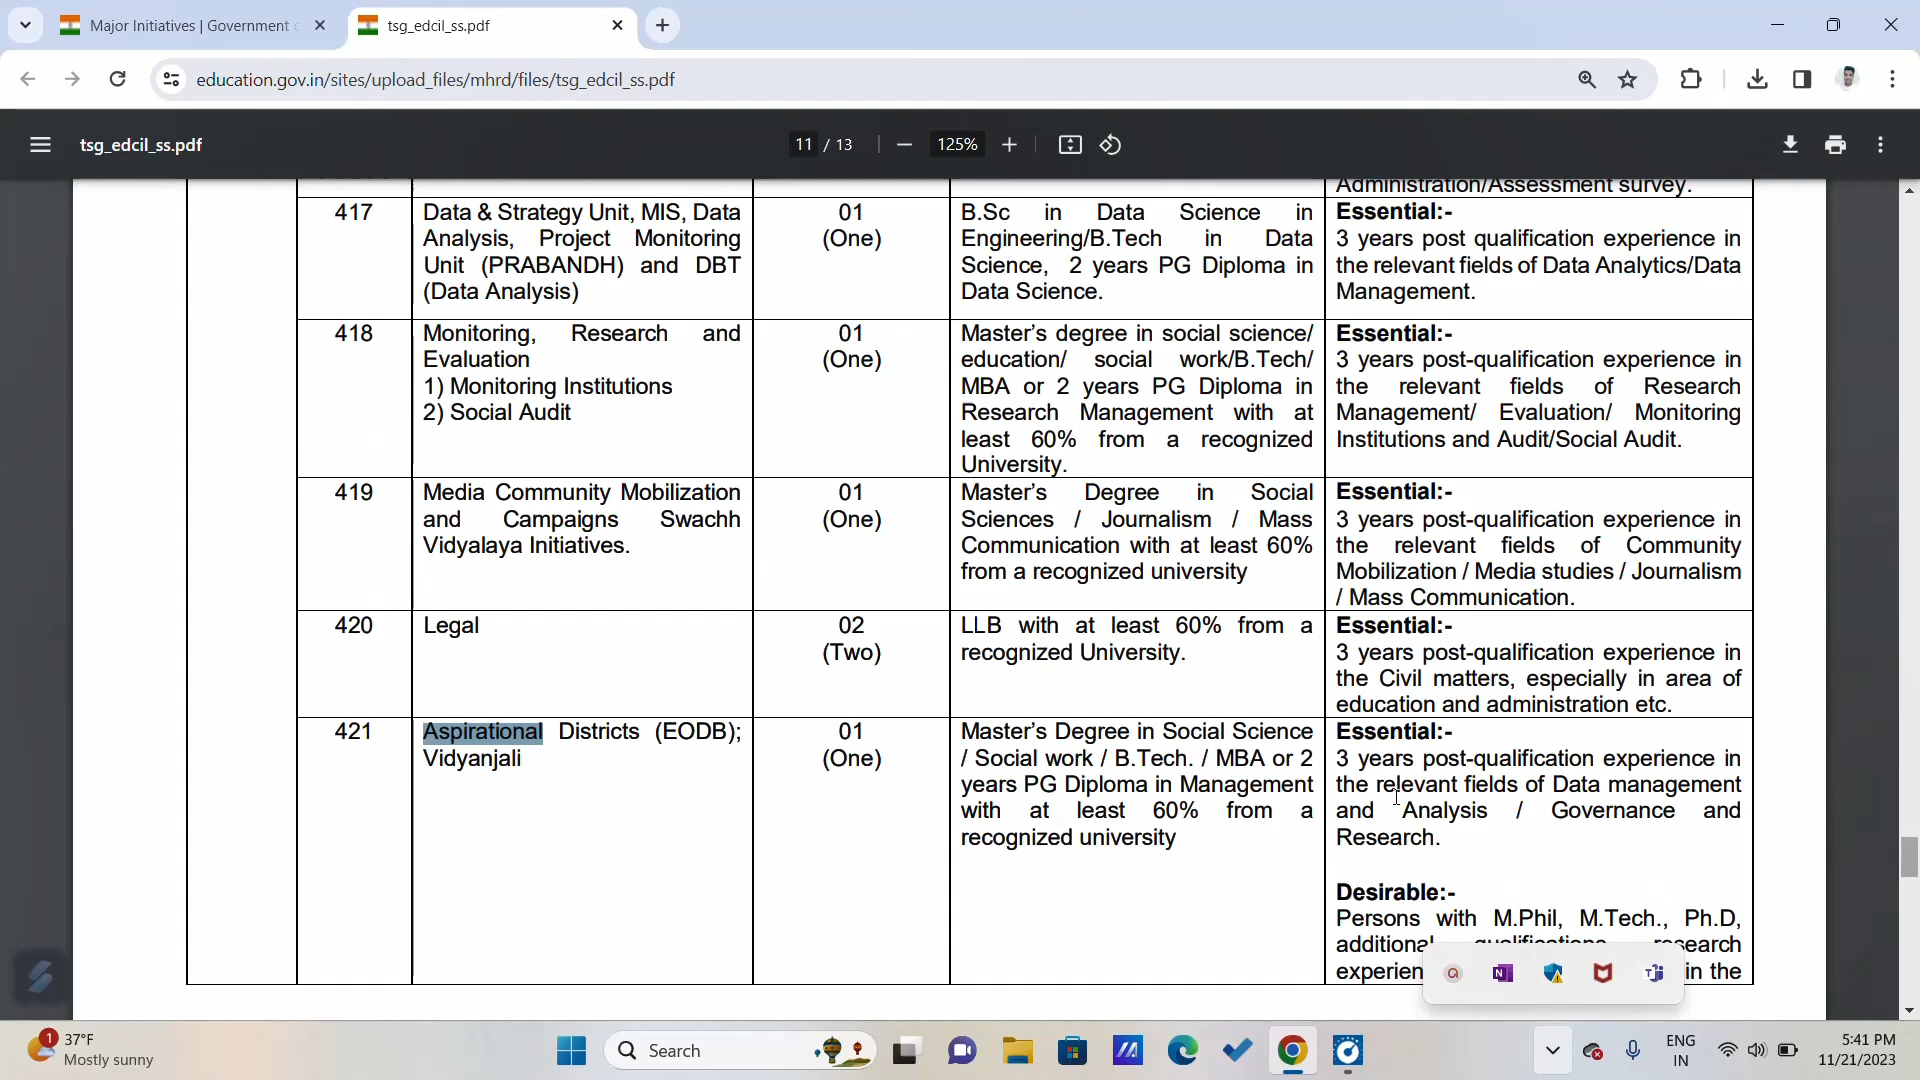 Major Initiatives | Government
tsg_edcil_ss.pdf
education.gov.in/sites/upload_files/mhrd/files/tsg_edcil_ss.pdf
tsg_edcil_ss.pdf
11 / 13
125%
Administration/Assessment survey.
417
Data & Strategy Unit, MIS, Data
Analysis, Project Monitoring
Unit (PRABANDH) and DBT
(Data Analysis)
01
(One)
B.Sc in Data Science in
Engineering/B.Tech in Data
Science, 2 years PG Diploma in
Data Science.
Essential:-
3 years post qualification experience in
the relevant fields of Data Analytics/Data
Management.
418
Monitoring, Research and
Evaluation
1) Monitoring Institutions
2) Social Audit
01
(One)
Master's degree in social science/
education/ social work/B.Tech/
MBA or 2 years PG Diploma in
Research Management with at
least 60% from a recognized
University.
Essential:-
3 years post-qualification experience in
the relevant fields of Research
Management/ Evaluation/ Monitoring
Institutions and Audit/Social Audit.
419
Media Community Mobilization
and Campaigns Swachh
Vidyalaya Initiatives.
01
(One)
Master's Degree in Social
Sciences / Journalism / Mass
Communication with at least 60%
from a recognized university
Essential:-
3 years post-qualification experience in
the relevant fields of Community
Mobilization / Media studies / Journalism
/ Mass Communication.
420
Legal
02
(Two)
LLB with at least 60% from a
recognized University.
Essential:-
3 years post-qualification experience in
the Civil matters, especially in area of
education and administration etc.
421
Aspirational Districts (EODB);
Vidyanjali
01
(One)
Master's Degree in Social Science
/ Social work / B.Tech. / MBA or 2
years PG Diploma in Management
with at least 60% from a
recognized university
Essential:-
3 years post-qualification experience in
the relevant fields of Data management
and Analysis / Governance and
Research.
Desirable:-
Persons with M.Phil, M.Tech., Ph.D,
additional qualifications research
in the
1
37°F
Mostly sunny
Search
ENG
IN
5:41 PM
11/21/2023